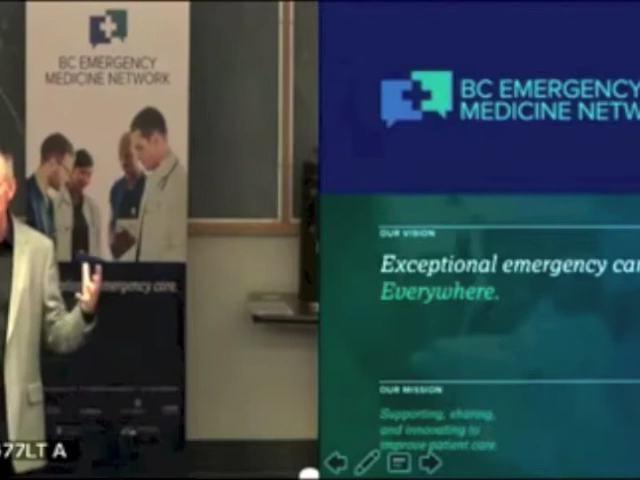 BC EMERGENCY
MEDICINE NETWORK
emergency care.
77LT A
BC EMERGENCY
MEDICINE NETW
OUR VISION
Exceptional emergency car
Everywhere.
OUR MISSION
Supporting, sharing,
and innovating to
improve patient care.